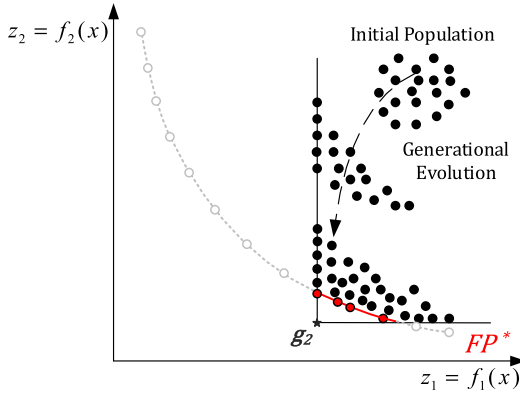 z₂ = f₂(x)
Initial Population
Generational
Evolution
g₂
FP*
z₁ = f₁(x)